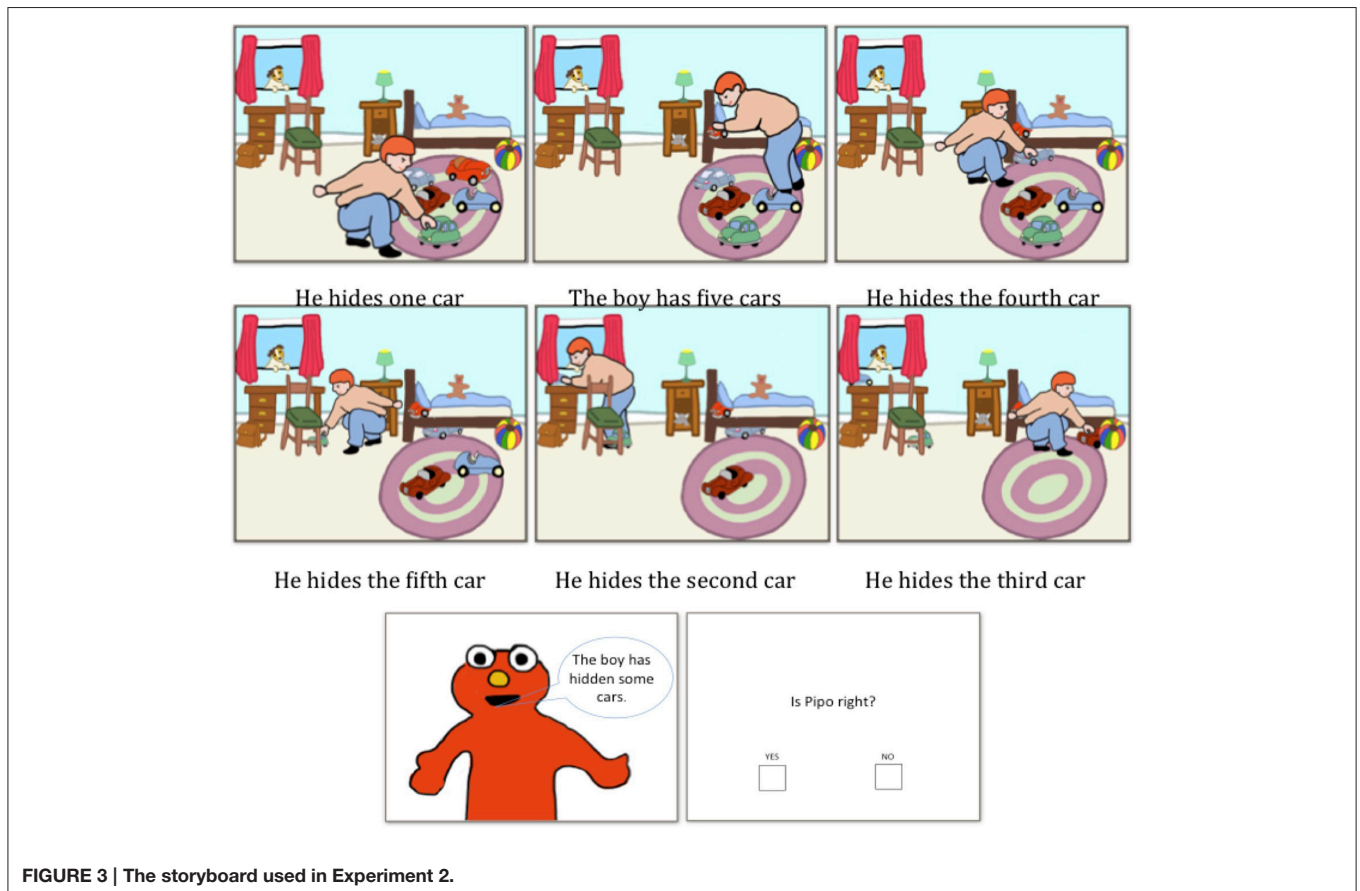 He hides one car
The boy has five cars
He hides the fourth car
He hides the fifth car
He hides the second car
He hides the third car
The boy has
hidden some
cars.
Is Pipo right?
YES
NO
FIGURE 3 | The storyboard used in Experiment 2.